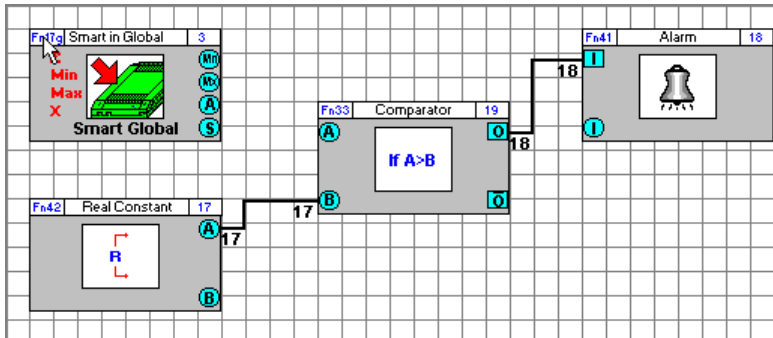 Fn17g Smart in Global 3
C
Min
Max
X
Mn
Mx
A
S
Smart Global
Fn42 Real Constant 17
R
A
B
17
17
Fn33 Comparator 19
A
B
If A>B
O
O
18
18
Fn41 Alarm 18
I
I